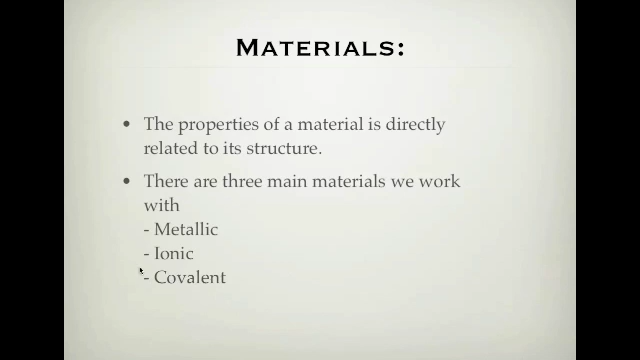 MATERIALS:
• The properties of a material is directly
related to its structure.
• There are three main materials we work
with
- Metallic
- Ionic
- Covalent